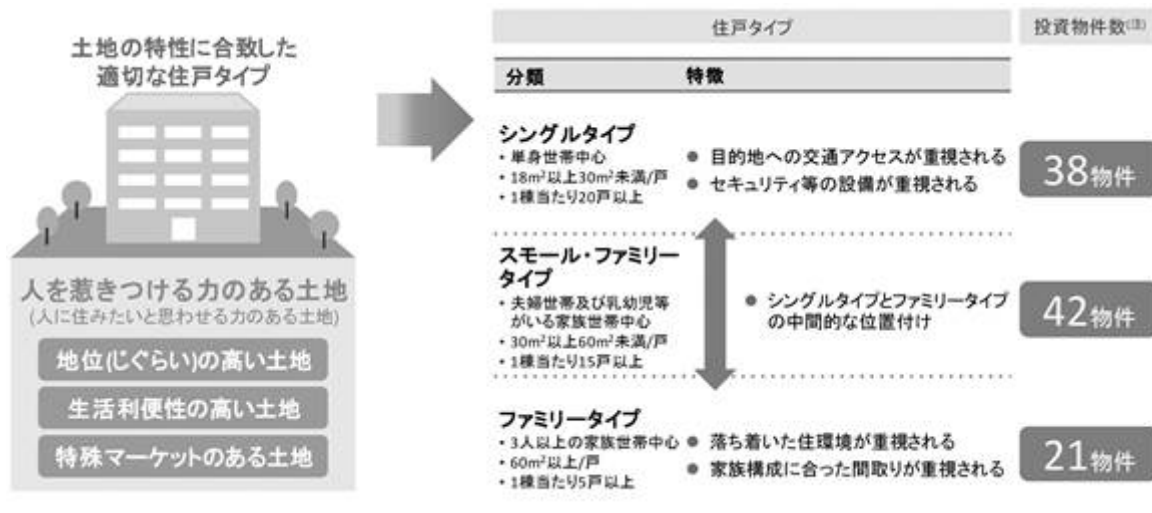 土地の特性に合致した
適切な住戸タイプ
人を惹きつける力のある土地
(人に住みたいと思わせる力のある土地)
地位(じぐらい)の高い土地
生活利便性の高い土地
特殊マーケットのある土地
住戸タイプ
投資物件数(注)
分類
特徴
シングルタイプ
・単身世帯中心
・18m²以上30m²未満/戸
・1棟当たり20戸以上
● 目的地への交通アクセスが重視される
● セキュリティ等の設備が重視される
38物件
スモール・ファミリー
タイプ
・夫婦世帯及び乳幼児等
がいる家族世帯中心
・30m²以上60m²未満/戸
・1棟当たり15戸以上
● シングルタイプとファミリータイプ
の中間的な位置付け
42物件
ファミリータイプ
・3人以上の家族世帯中心
・60m²以上/戸
・1棟当たり5戸以上
● 落ち着いた住環境が重視される
● 家族構成に合った間取りが重視される
21物件